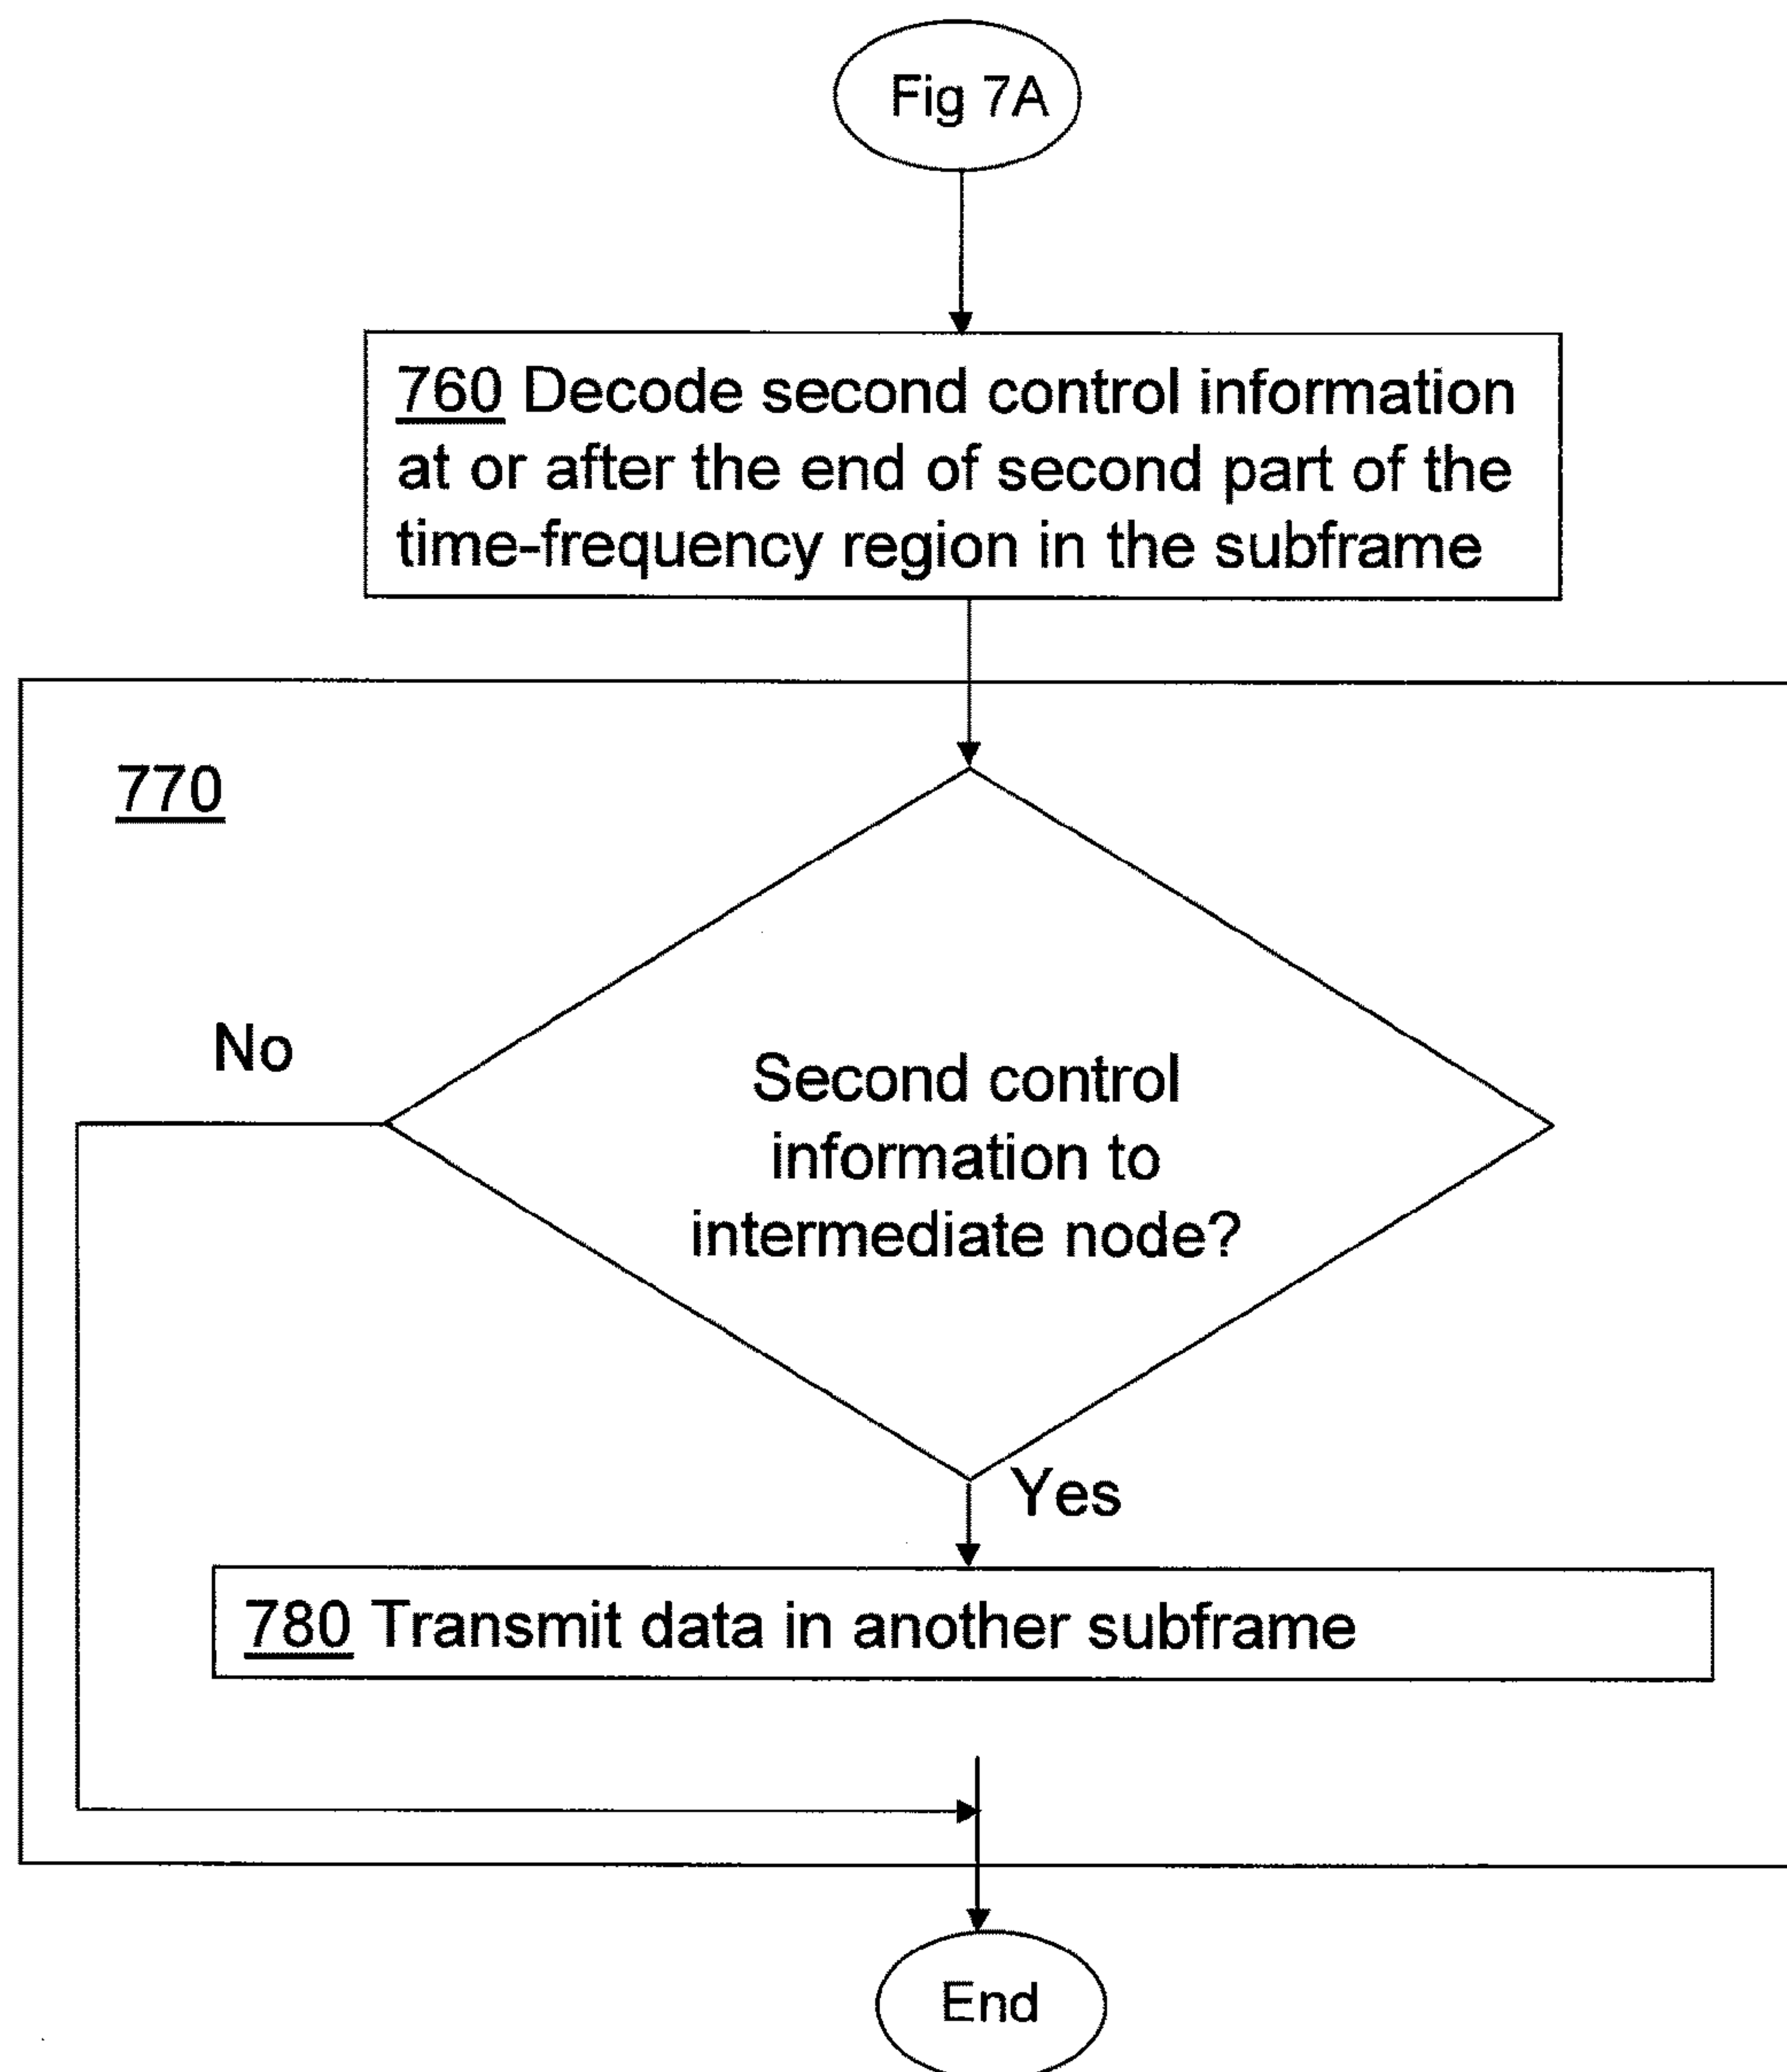 Fig 7A
760 Decode second control information
at or after the end of second part of the
time-frequency region in the subframe
770
No
Second control
information to
intermediate node?
Yes
780 Transmit data in another subframe
End